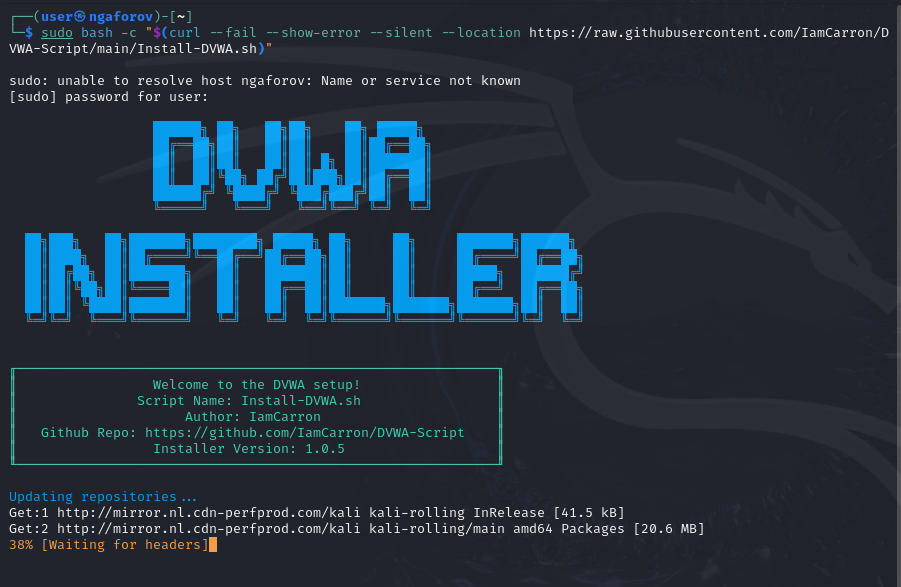 ┌──(user㉿ngaforov)-[~]
└─$ sudo bash -c "$(curl --fail --show-error --silent --location https://raw.githubusercontent.com/IamCarron/D
VWA-Script/main/Install-DVWA.sh)"
sudo: unable to resolve host ngaforov: Name or service not known
[sudo] password for user:
DVWA
INSTALLER
Welcome to the DVWA setup!
Script Name: Install-DVWA.sh
Author: IamCarron
Github Repo: https://github.com/IamCarron/DVWA-Script
Installer Version: 1.0.5
Updating repositories...
Get:1 http://mirror.nl.cdn-perfprod.com/kali kali-rolling InRelease [41.5 kB]
Get:2 http://mirror.nl.cdn-perfprod.com/kali kali-rolling/main amd64 Packages [20.6 MB]
38% [Waiting for headers]